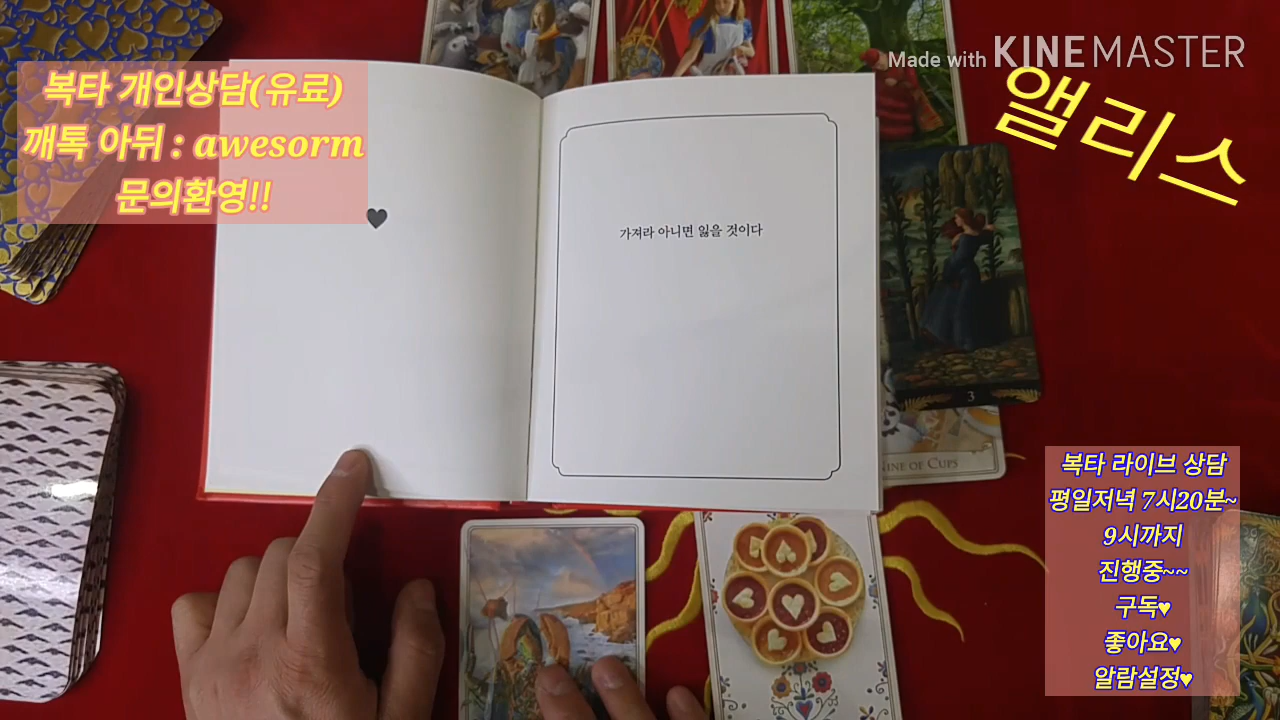 복타 개인상담(유료)
깨톡 아뒤 : awesorm
문의환영!!
Made with KINEMASTER
앨리스
가져라 아니면 잃을 것이다
3
NINE OF CUPS
복타 라이브 상담
평일저녁 7시20분~
9시까지
진행중~~
구독♥
좋아요♥
알람설정♥